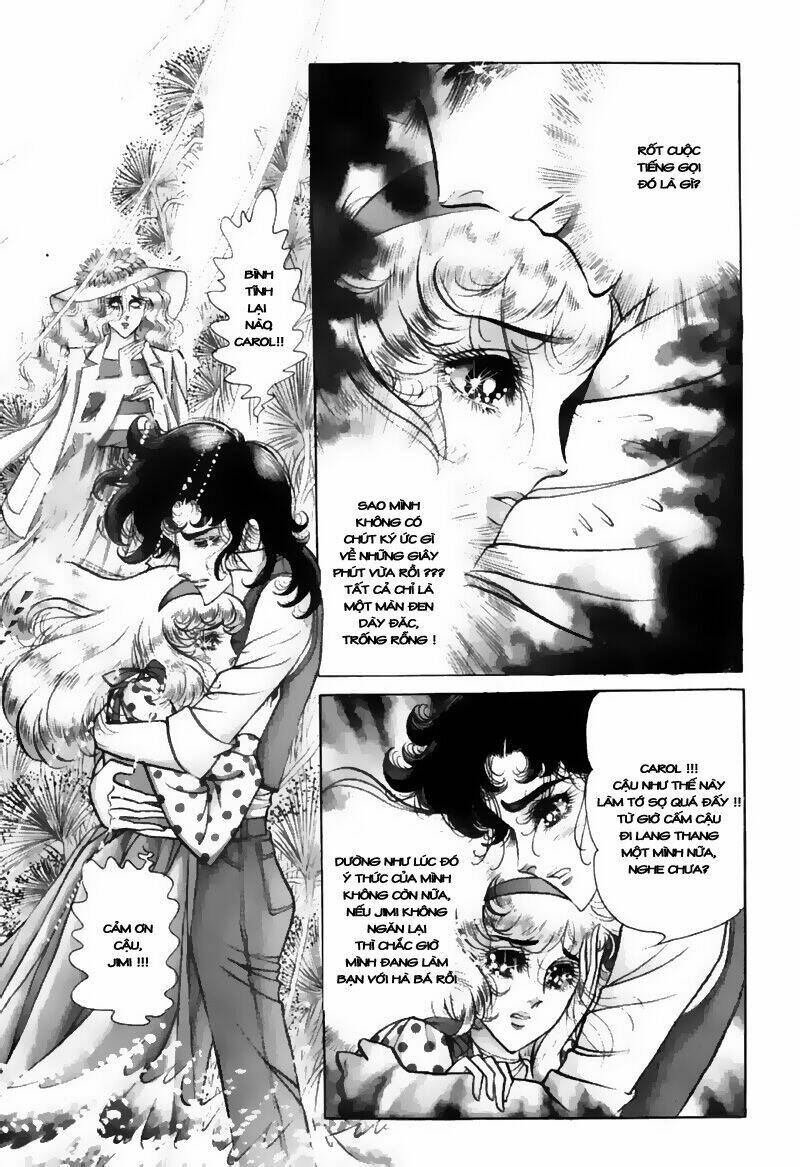 RỐT CUỘC
TIẾNG GỌI
ĐÓ LÀ GÌ?
SAO MÌNH
KHÔNG CÓ
CHÚT KÝ ỨC GÌ
VỀ NHỮNG GIÂY
PHÚT VỪA RỒI ???
TẤT CẢ CHỈ LÀ
MỘT MÀN ĐEN
DÀY ĐẶC,
TRỐNG RỖNG !
BÌNH
TĨNH
LẠI
NÀO,
CAROL!!
CẢM ƠN
CẬU,
JIMI !!!
CAROL !!!
CẬU NHƯ THẾ NÀY
LÀM TỚ SỢ QUÁ ĐẤY !!
TỪ GIỜ CẤM CẬU
ĐI LANG THANG
MỘT MÌNH NỮA,
NGHE CHƯA?
DƯỜNG NHƯ LÚC ĐÓ
Ý THỨC CỦA MÌNH
KHÔNG CÒN NỮA,
NẾU JIMI KHÔNG
NGĂN LẠI
THÌ CHẮC GIỜ
MÌNH ĐANG LÀM
BẠN VỚI HÀ BÁ RỒI